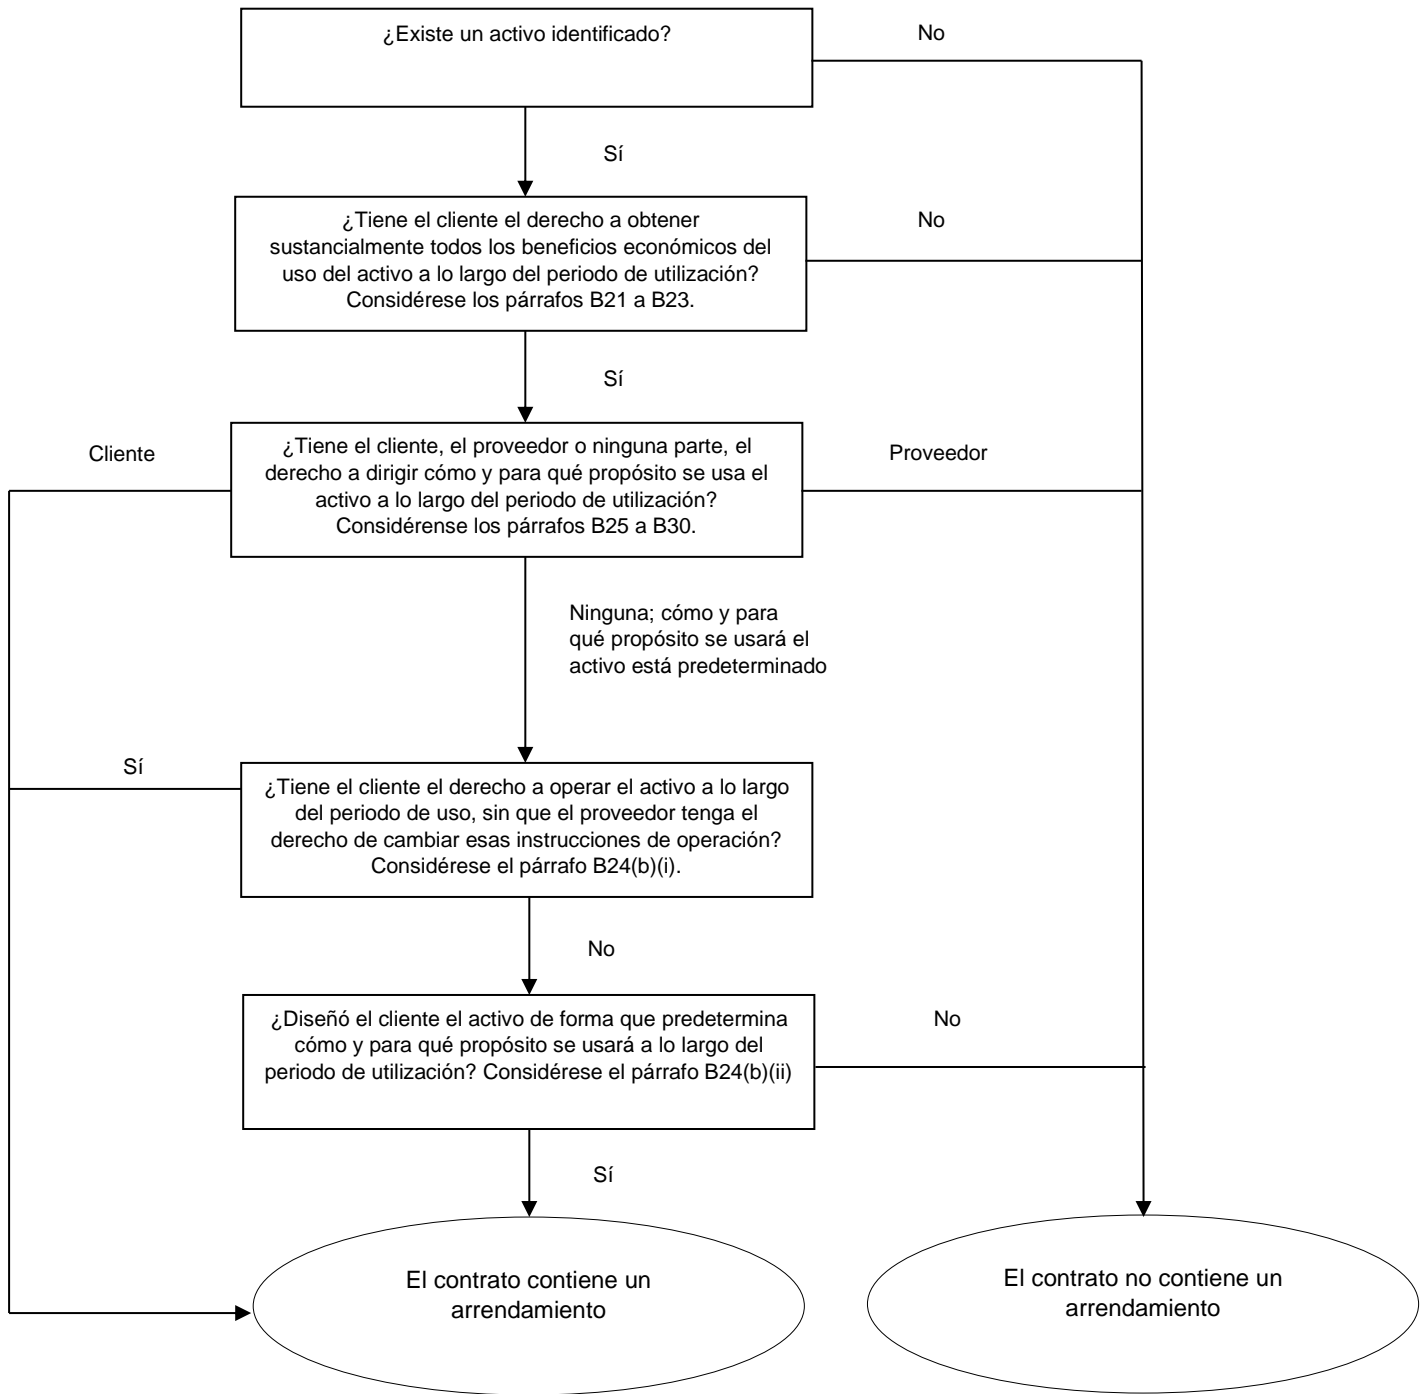 ¿Existe un activo identificado?
No
Sí
¿Tiene el cliente el derecho a obtener
sustancialmente todos los beneficios económicos del
uso del activo a lo largo del periodo de utilización?
Considérese los párrafos B21 a B23.
No
Sí
Cliente
¿Tiene el cliente, el proveedor o ninguna parte, el
derecho a dirigir cómo y para qué propósito se usa el
activo a lo largo del periodo de utilización?
Considérense los párrafos B25 a B30.
Proveedor
Ninguna; cómo y para
qué propósito se usará el
activo está predeterminado
Sí
¿Tiene el cliente el derecho a operar el activo a lo largo
del periodo de uso, sin que el proveedor tenga el
derecho de cambiar esas instrucciones de operación?
Considérese el párrafo B24(b)(i).
No
¿Diseñó el cliente el activo de forma que predetermina
cómo y para qué propósito se usará a lo largo del
periodo de utilización? Considérese el párrafo B24(b)(ii)
No
Sí
El contrato contiene un
arrendamiento
El contrato no contiene un
arrendamiento